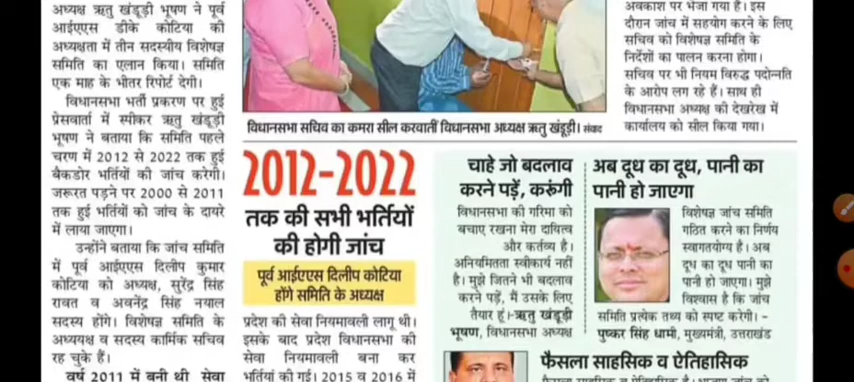 अध्यक्ष ऋतु खंडूड़ी भूषण ने पूर्व
आईएएस डीके कोटिया की
अध्यक्षता में तीन सदस्यीय विशेषज्ञ
समिति का एलान किया। समिति
एक माह के भीतर रिपोर्ट देगी।
विधानसभा भर्ती प्रकरण पर हुई
प्रेसवार्ता में स्पीकर ऋतु खंडूड़ी
भूषण ने बताया कि समिति पहले
चरण में 2012 से 2022 तक हुई
बैकडोर भर्तियों की जांच करेगी।
जरूरत पड़ने पर 2000 से 2011
तक हुई भर्तियों को जांच के दायरे
में लाया जाएगा।
उन्होंने बताया कि जांच समिति
में पूर्व आईएएस दिलीप कुमार
कोटिया को अध्यक्ष, सुरेंद्र सिंह
रावत व अवनेंद्र सिंह नयाल
सदस्य होंगे। विशेषज्ञ समिति के
अध्ययक्ष व सदस्य कार्मिक सचिव
रह चुके हैं।
वर्ष 2011 में बनी थी सेवा
विधानसभा सचिव का कमरा सील करवातीं विधानसभा अध्यक्ष ऋतु खंडूड़ी। संवाद
2012-2022
तक की सभी भर्तियों
की होगी जांच
पूर्व आईएएस दिलीप कोटिया
होंगे समिति के अध्यक्ष
प्रदेश की सेवा नियमावली लागू थी।
इसके बाद प्रदेश विधानसभा की
सेवा नियमावली बना कर
भर्तियां की गई। 2015 व 2016 में
अवकाश पर भेजा गया है। इस
दौरान जांच में सहयोग करने के लिए
सचिव को विशेषज्ञ समिति के
निर्देशों का पालन करना होगा।
सचिव पर भी नियम विरुद्ध पदोन्नति
के आरोप लग रहे हैं। साथ ही
विधानसभा अध्यक्ष की देखरेख में
कार्यालय को सील किया गया।
चाहे जो बदलाव
करने पड़ें, करूंगी
विधानसभा की गरिमा को
बचाए रखना मेरा दायित्व
और कर्तव्य है।
अनियमितता स्वीकार्य नहीं
है। मुझे जितने भी बदलाव
करने पड़ें, मैं उसके लिए
तैयार हूं।-ऋतु खंडूड़ी
भूषण, विधानसभा अध्यक्ष
अब दूध का दूध, पानी का
पानी हो जाएगा
विशेषज्ञ जांच समिति
गठित करने का निर्णय
स्वागतयोग्य है। अब
दूध का दूध पानी का
पानी हो जाएगा। मुझे
विश्वास है कि जांच
समिति प्रत्येक तथ्य को स्पष्ट करेगी। -
पुष्कर सिंह धामी, मुख्यमंत्री, उत्तराखंड
फैसला साहसिक व ऐतिहासिक